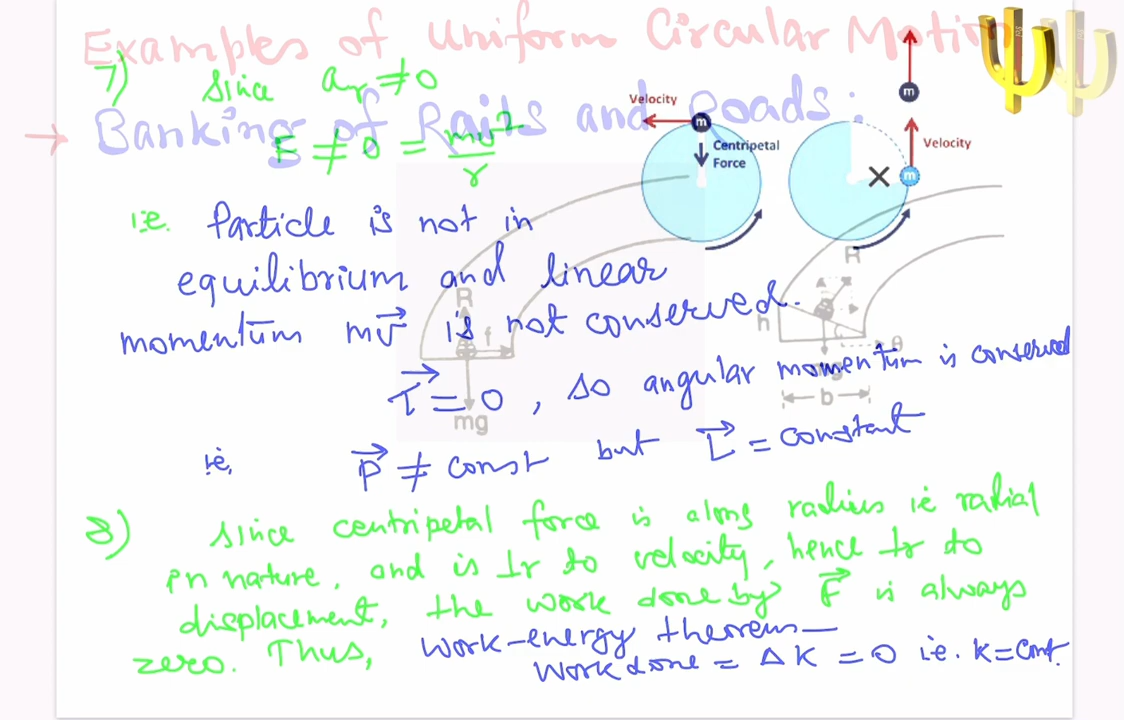 Examples of Uniform Circular Motion
7) Since aᵣ ≠ 0
→ Banking of Rails and Roads :
F ≠ 0 = mv²/r
i.e. Particle is not in
equilibrium and linear
momentum mv⃗ is not conserved.
τ⃗ = 0 , so angular momentum is conserved
ie, P⃗ ≠ const but L⃗ = constant
8) Since centripetal force is along radius ie radial
in nature, and is ⊥r to velocity, hence ⊥r to
displacement, the work done by F⃗ is always
zero. Thus, work-energy theorem—
Work done = ΔK = 0 i.e. K = Cont.
Velocity
m
Centripetal
Force
m
Velocity
m
R
f
mg
R
h
θ
b